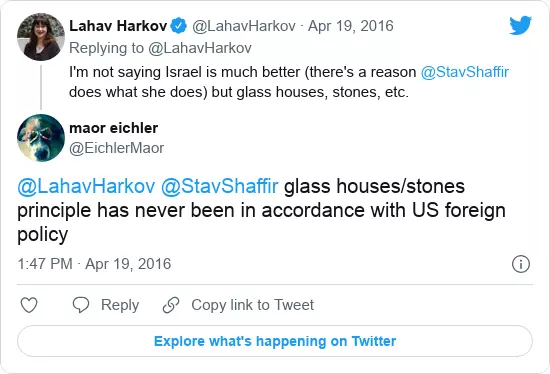 Lahav Harkov @LahavHarkov · Apr 19, 2016
Replying to @LahavHarkov
I'm not saying Israel is much better (there's a reason @StavShaffir
does what she does) but glass houses, stones, etc.
maor eichler
@EichlerMaor
@LahavHarkov @StavShaffir glass houses/stones
principle has never been in accordance with US foreign
policy
1:47 PM · Apr 19, 2016
Reply Copy link to Tweet
Explore what's happening on Twitter